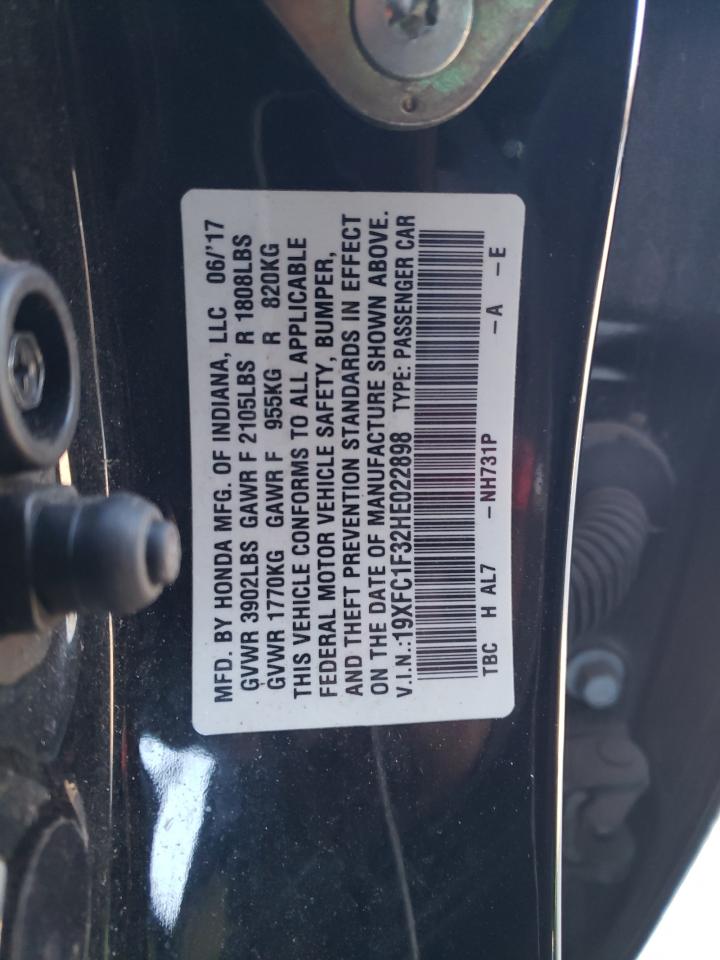 MFD. BY HONDA MFG. OF INDIANA, LLC 06/'17
GVWR 3902LBS GAWR F 2105LBS R 1808LBS
GVWR 1770KG GAWR F 955KG R 820KG
THIS VEHICLE CONFORMS TO ALL APPLICABLE
FEDERAL MOTOR VEHICLE SAFETY, BUMPER,
AND THEFT PREVENTION STANDARDS IN EFFECT
ON THE DATE OF MANUFACTURE SHOWN ABOVE.
V.I.N.:19XFC1F32HE022898 TYPE: PASSENGER CAR
TBC H AL7 -NH731P -A -E